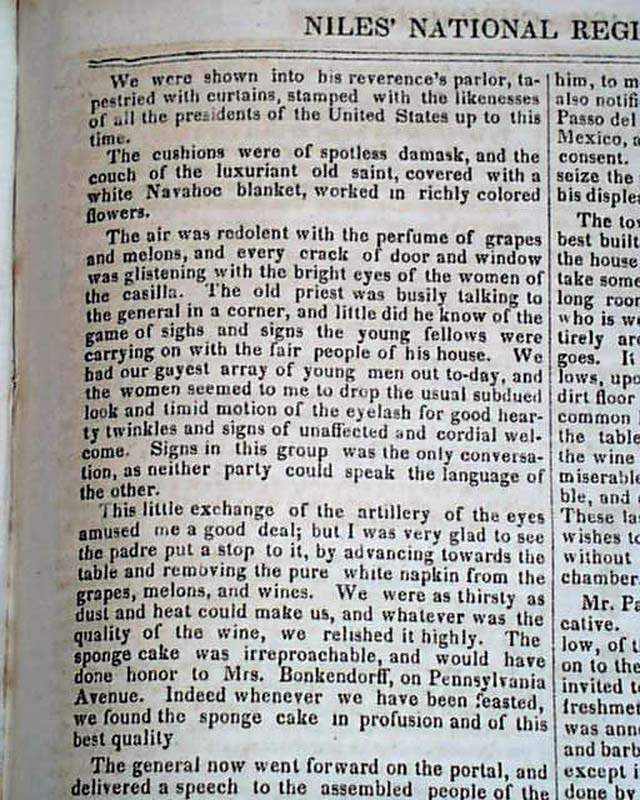 NILES' NATIONAL REGI
We were shown into his reverence's parlor, ta-
pestried with curtains, stamped with the likenesses
of all the presidents of the United States up to this
time.
The cushions were of spotless damask, and the
couch of the luxuriant old saint, covered with a
white Navahoe blanket, worked in richly colored
flowers.
The air was redolent with the perfume of grapes
and melons, and every crack of door and window
was glistening with the bright eyes of the women of
the casilla. The old priest was busily talking to
the general in a corner, and little did he know of the
game of sighs and signs the young fellows were
carrying on with the fair people of his house. We
had our gayest array of young men out to-day, and
the women seemed to me to drop the usual subdued
look and timid motion of the eyelash for good hear-
ty twinkles and signs of unaffected and cordial wel-
come. Signs in this group was the only conversa-
tion, as neither party could speak the language of
the other.
This little exchange of the artillery of the eyes
amused me a good deal; but I was very glad to see
the padre put a stop to it, by advancing towards the
table and removing the pure white napkin from the
grapes, melons, and wines. We were as thirsty as
dust and heat could make us, and whatever was the
quality of the wine, we relished it highly. The
sponge cake was irreproachable, and would have
done honor to Mrs. Bonkendorff, on Pennsylvania
Avenue. Indeed whenever we have been feasted,
we found the sponge cake in profusion and of this
best quality
The general now went forward on the portal, and
delivered a speech to the assembled people of the
him, to m
also notifi
Passo del
Mexico, a
consent.
seize the
his disple
The tow
best built
the house
take some
long roo
who is we
tirely are
goes. It
lows, upo
dirt floor
common
the table
the wine
miserable
ble, and
These la
wishes to
without
chamber
Mr. Pa
cative.
low, of t
on to the
invited t
freshmen
was anno
and barb
except i
done by